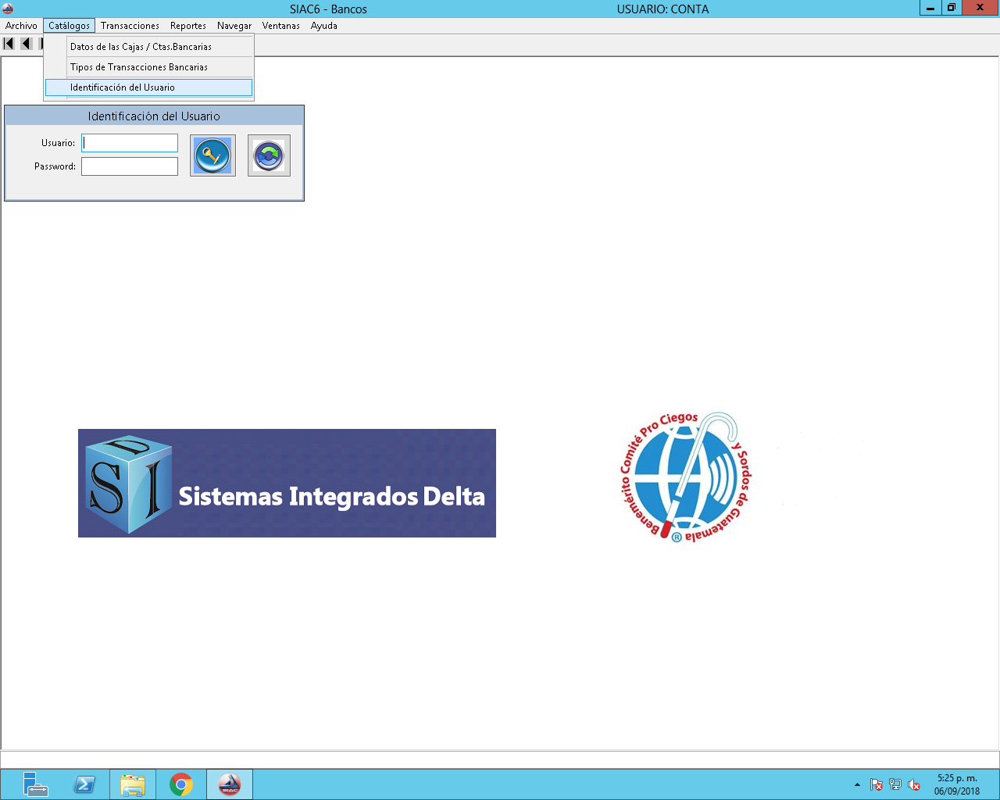 SIAC6 - Bancos USUARIO: CONTA
Archivo Catálogos Transacciones Reportes Navegar Ventanas Ayuda
Datos de las Cajas / Ctas.Bancarias
Tipos de Transacciones Bancarias
Identificación del Usuario
Identificación del Usuario
Usuario:
Password:
SDI
Sistemas Integrados Delta
Benemérito Comité Pro Ciegos y Sordos de Guatemala ®
SIAC
5:25 p. m.
06/09/2018